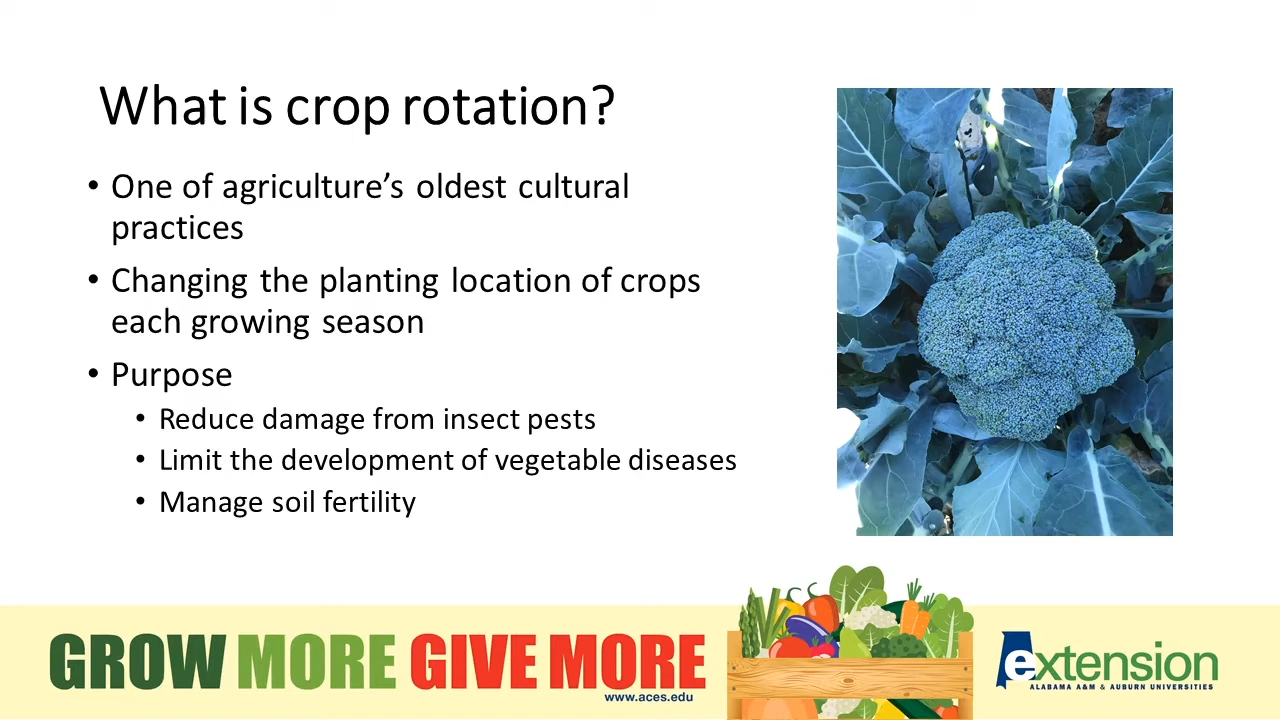 What is crop rotation?
• One of agriculture’s oldest cultural
practices
• Changing the planting location of crops
each growing season
• Purpose
• Reduce damage from insect pests
• Limit the development of vegetable diseases
• Manage soil fertility
GROW MORE GIVE MORE
www.aces.edu
extension
ALABAMA A&M & AUBURN UNIVERSITIES